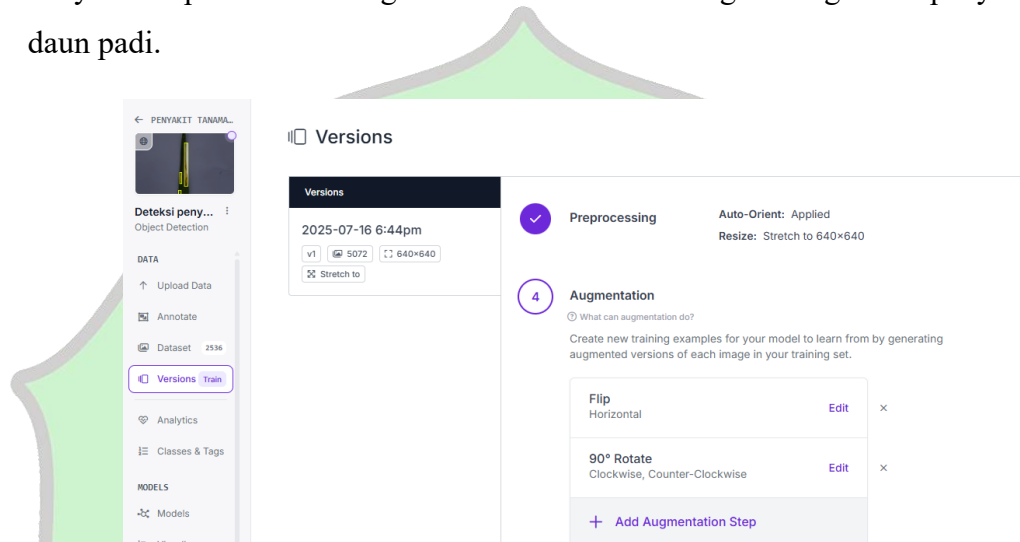 daun padi.
← PENYAKIT TANAMA...
Deteksi peny...
Object Detection
DATA
Upload Data
Annotate
Dataset 2536
Versions Train
Analytics
Classes & Tags
MODELS
Models
Versions
Versions
2025-07-16 6:44pm
v1 5072 640×640
Stretch to
Preprocessing
Auto-Orient: Applied
Resize: Stretch to 640×640
4 Augmentation
What can augmentation do?
Create new training examples for your model to learn from by generating
augmented versions of each image in your training set.
Flip
Horizontal
Edit ×
90° Rotate
Clockwise, Counter-Clockwise
Edit ×
+ Add Augmentation Step